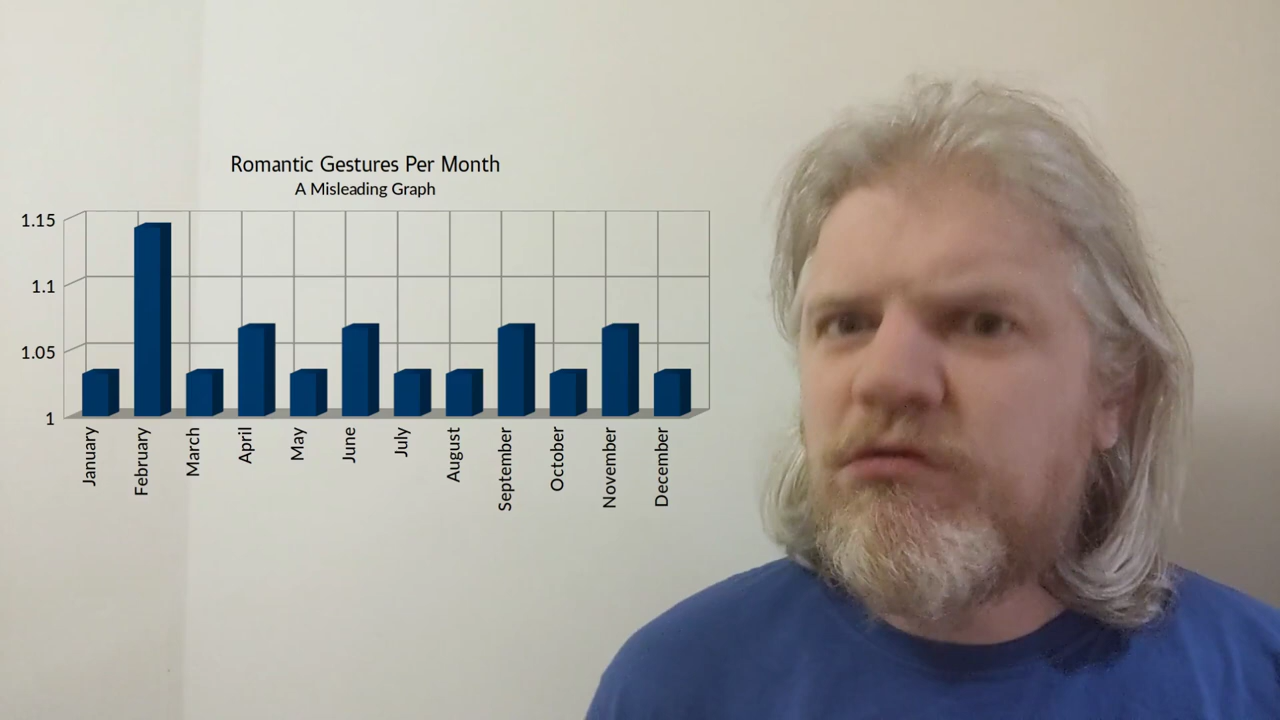 Romantic Gestures Per Month
A Misleading Graph
1.15
1.1
1.05
1
January
February
March
April
May
June
July
August
September
October
November
December